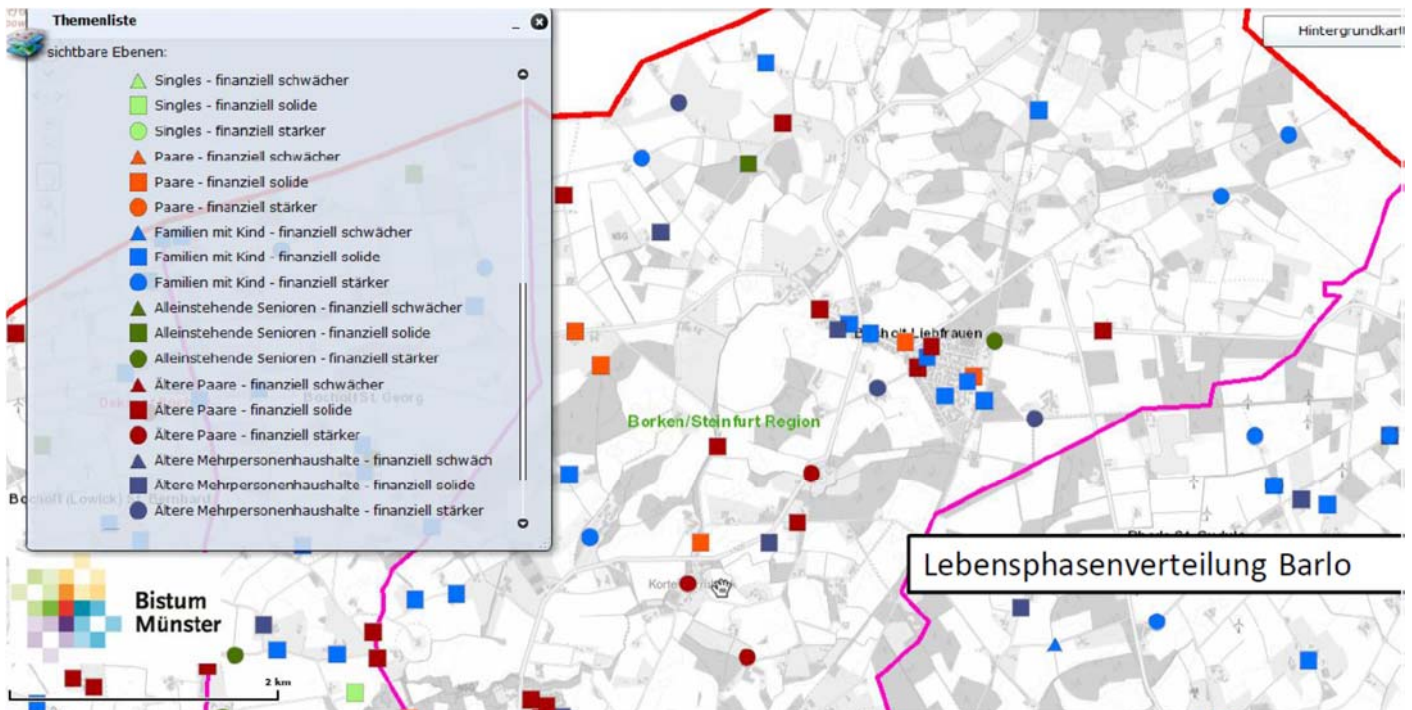 Themenliste
Hintergrundkart
sichtbare Ebenen:
Singles - finanziell schwächer
Singles - finanziell solide
Singles - finanziell stärker
Paare - finanziell schwächer
Paare - finanziell solide
Paare - finanziell stärker
Familien mit Kind - finanziell schwächer
Familien mit Kind - finanziell solide
Familien mit Kind - finanziell stärker
Alleinstehende Senioren - finanziell schwächer
Alleinstehende Senioren - finanziell solide
Alleinstehende Senioren - finanziell stärker
Ältere Paare - finanziell schwächer
Ältere Paare - finanziell solide
Ältere Paare - finanziell stärker
Ältere Mehrpersonenhaushalte - finanziell schwäch
Ältere Mehrpersonenhaushalte - finanziell solide
Ältere Mehrpersonenhaushalte - finanziell stärker
Bocholt St. Georg
Bocholt (Lowick) St. Bernhard
Liebfrauen
Borken/Steinfurt Region
Lebensphasenverteilung Barlo
Bistum
Münster
2 km